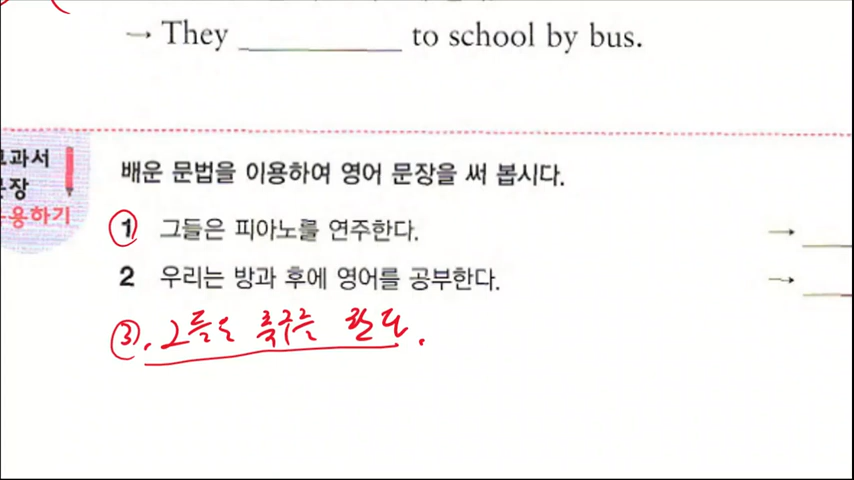 → They ________ to school by bus.
교과서
문장
활용하기
배운 문법을 이용하여 영어 문장을 써 봅시다.
1 그들은 피아노를 연주한다. →
2 우리는 방과 후에 영어를 공부한다. →
③. 그들은 축구를 한다.